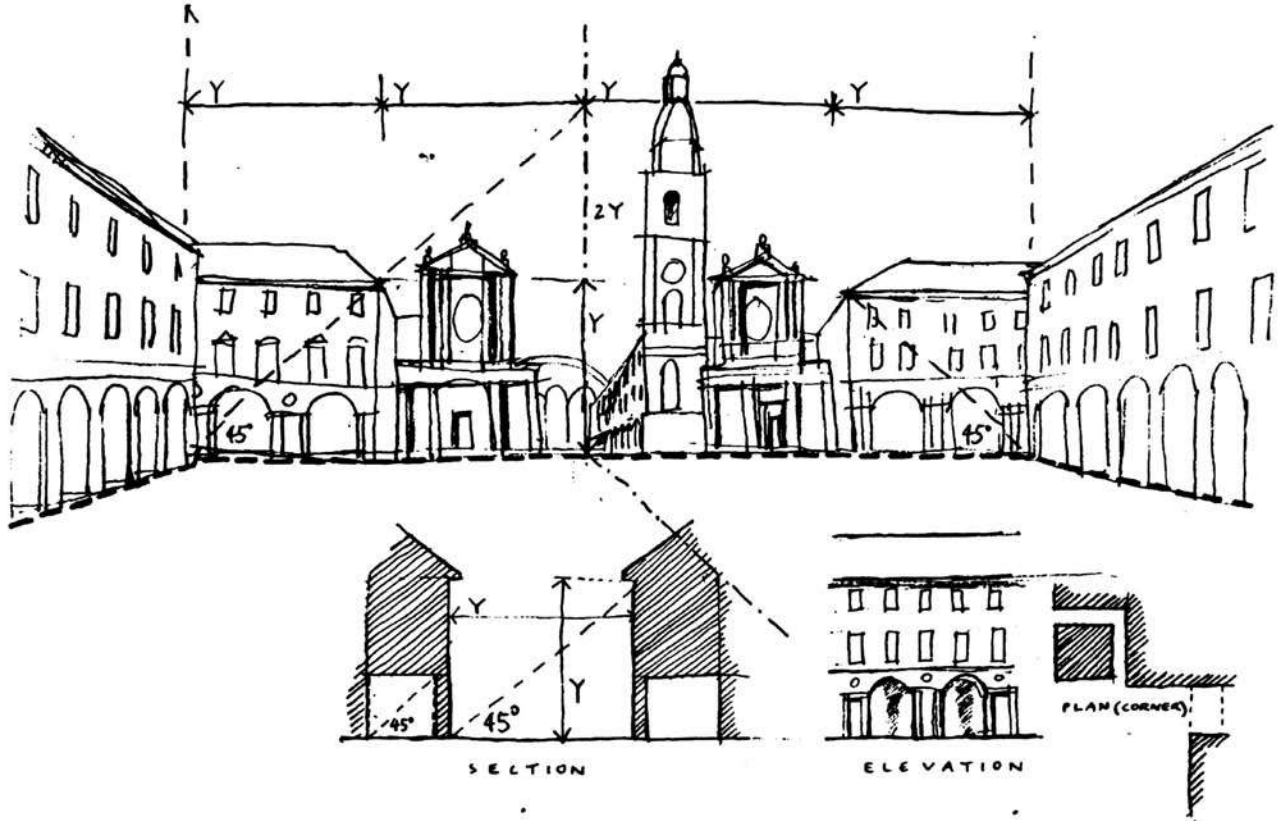 Y Y Y Y
2Y
Y
45° 45°
Y
Y
45° 45°
PLAN (CORNER)
SECTION ELEVATION